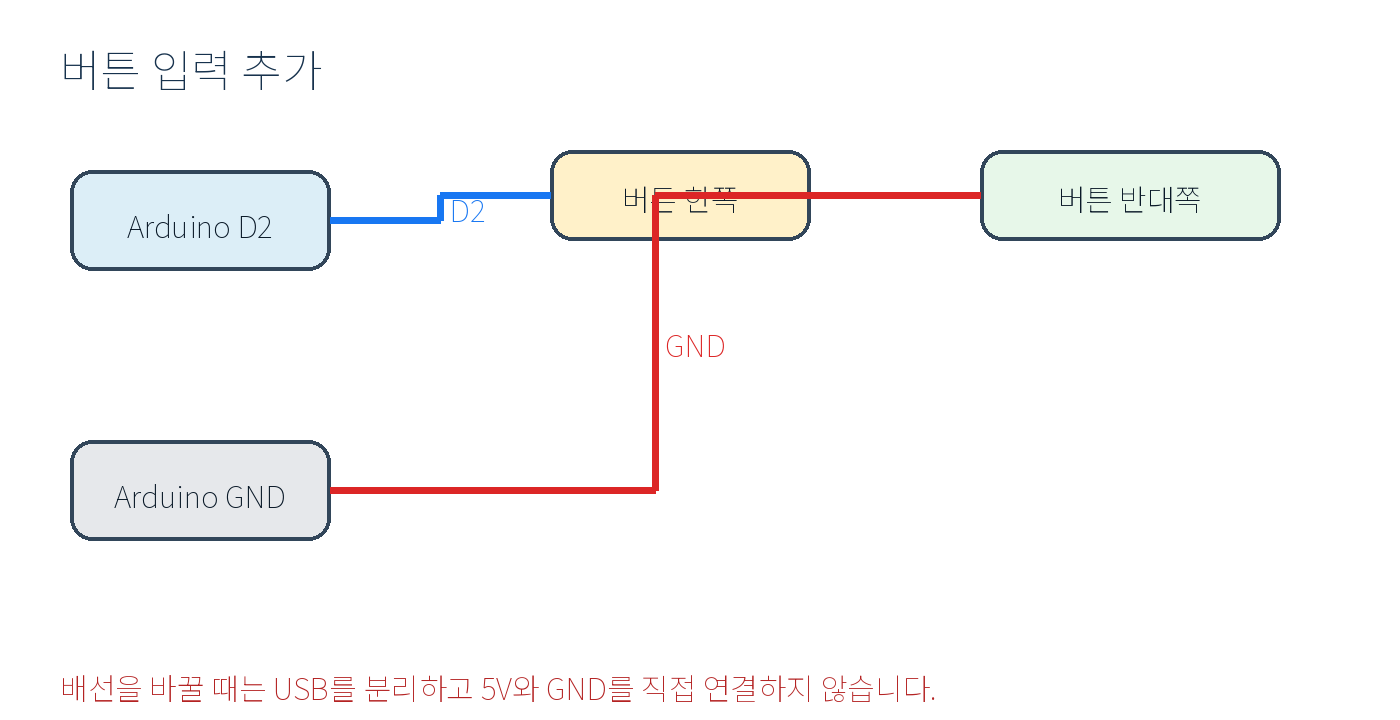 버튼 입력 추가
Arduino D2
D2
버튼 한쪽
버튼 반대쪽
GND
Arduino GND
배선을 바꿀 때는 USB를 분리하고 5V와 GND를 직접 연결하지 않습니다.